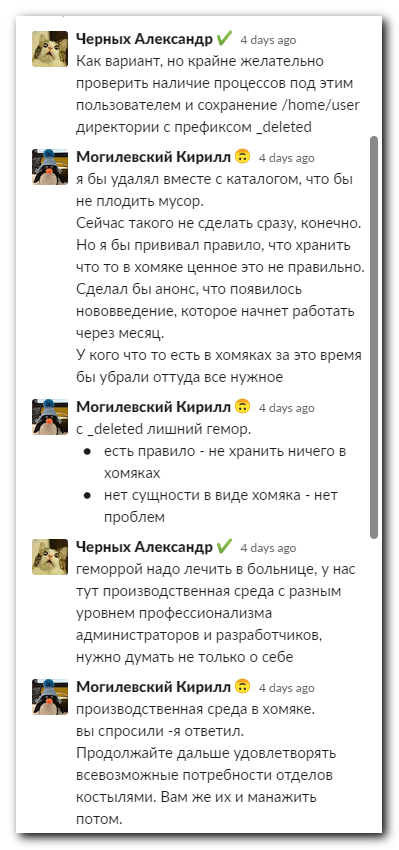 Черных Александр ✔ 4 days ago
Как вариант, но крайне желательно
проверить наличие процессов под этим
пользователем и сохранение /home/user
директории с префиксом _deleted
Могилевский Кирилл 🙃 4 days ago
я бы удалял вместе с каталогом, что бы
не плодить мусор.
Сейчас такого не сделать сразу, конечно.
Но я бы прививал правило, что хранить
что то в хомяке ценное это не правильно.
Сделал бы анонс, что появилось
нововведение, которое начнет работать
через месяц.
У кого что то есть в хомяках за это время
бы убрали оттуда все нужное
Могилевский Кирилл 🙃 4 days ago
с _deleted лишний гемор.
● есть правило - не хранить ничего в
хомяках
● нет сущности в виде хомяка - нет
проблем
Черных Александр ✔ 4 days ago
геморрой надо лечить в больнице, у нас
тут производственная среда с разным
уровнем профессионализма
администраторов и разработчиков,
нужно думать не только о себе
Могилевский Кирилл 🙃 4 days ago
производственная среда в хомяке.
вы спросили -я ответил.
Продолжайте дальше удовлетворять
всевозможные потребности отделов
костылями. Вам же их и манажить
потом.